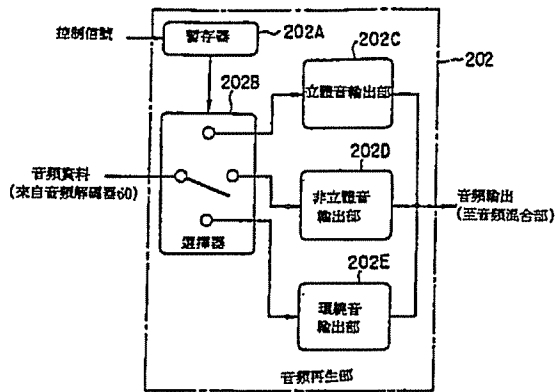 控制信號
暫存器
202A
202B
202C
202
立體音輸出部
音頻資料
(來自音頻解碼器60)
202D
非立體音
輸出部
音頻輸出
(至音頻混合部)
選擇器
202E
環繞音
輸出部
音頻再生部